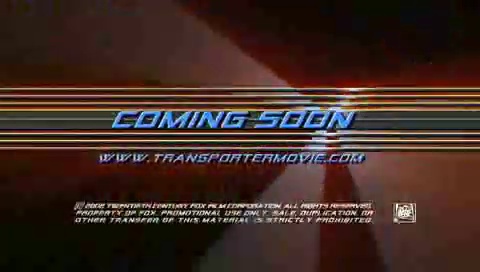 COMING SOON
WWW.TRANSPORTERMOVIE.COM
© 2002 TWENTIETH CENTURY FOX FILM CORPORATION. ALL RIGHTS RESERVED.
PROPERTY OF FOX. PROMOTIONAL USE ONLY. SALE, DUPLICATION, OR
OTHER TRANSFER OF THIS MATERIAL IS STRICTLY PROHIBITED.